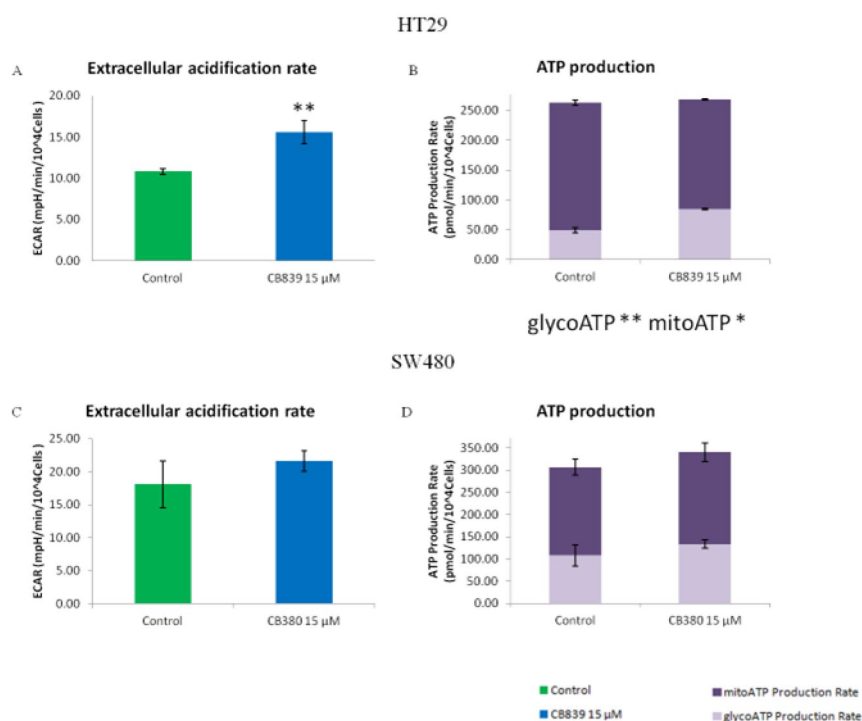 HT29
A
Extracellular acidification rate
ECAR (mpH/min/10^4Cells)
20.00
15.00
10.00
5.00
0.00
**
Control
CB839 15 µM
B
ATP production
ATP Production Rate
(pmol/min/10^4Cells)
250.00
200.00
150.00
100.00
50.00
0.00
Control
CB839 15 µM
glycoATP ** mitoATP *
SW480
C
Extracellular acidification rate
ECAR (mpH/min/10^4Cells)
25.00
20.00
15.00
10.00
5.00
0.00
Control
CB380 15 µM
D
ATP production
ATP Production Rate
(pmol/min/10^4Cells)
350.00
300.00
250.00
200.00
150.00
100.00
50.00
0.00
Control
CB380 15 µM
Control
CB839 15 µM
mitoATP Production Rate
glycoATP Production Rate